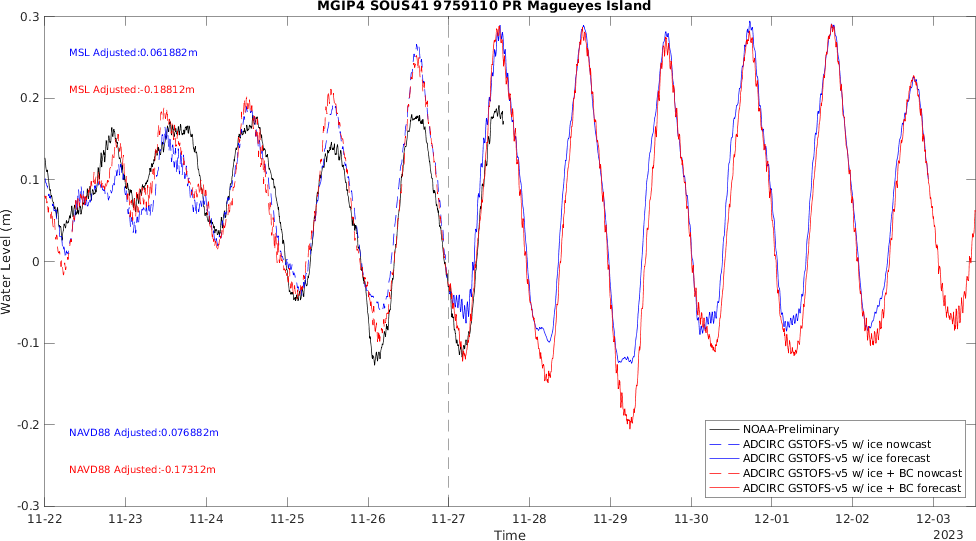 MGIP4 SOUS41 9759110 PR Magueyes Island
0.3
MSL Adjusted:0.061882m
MSL Adjusted:-0.18812m
0.2
0.1
Water Level (m)
0
-0.1
-0.2
NAVD88 Adjusted:0.076882m
NAVD88 Adjusted:-0.17312m
NOAA-Preliminary
ADCIRC GSTOFS-v5 w/ ice nowcast
ADCIRC GSTOFS-v5 w/ ice forecast
ADCIRC GSTOFS-v5 w/ ice + BC nowcast
ADCIRC GSTOFS-v5 w/ ice + BC forecast
-0.3
11-22 11-23 11-24 11-25 11-26 11-27 11-28 11-29 11-30 12-01 12-02 12-03
Time
2023